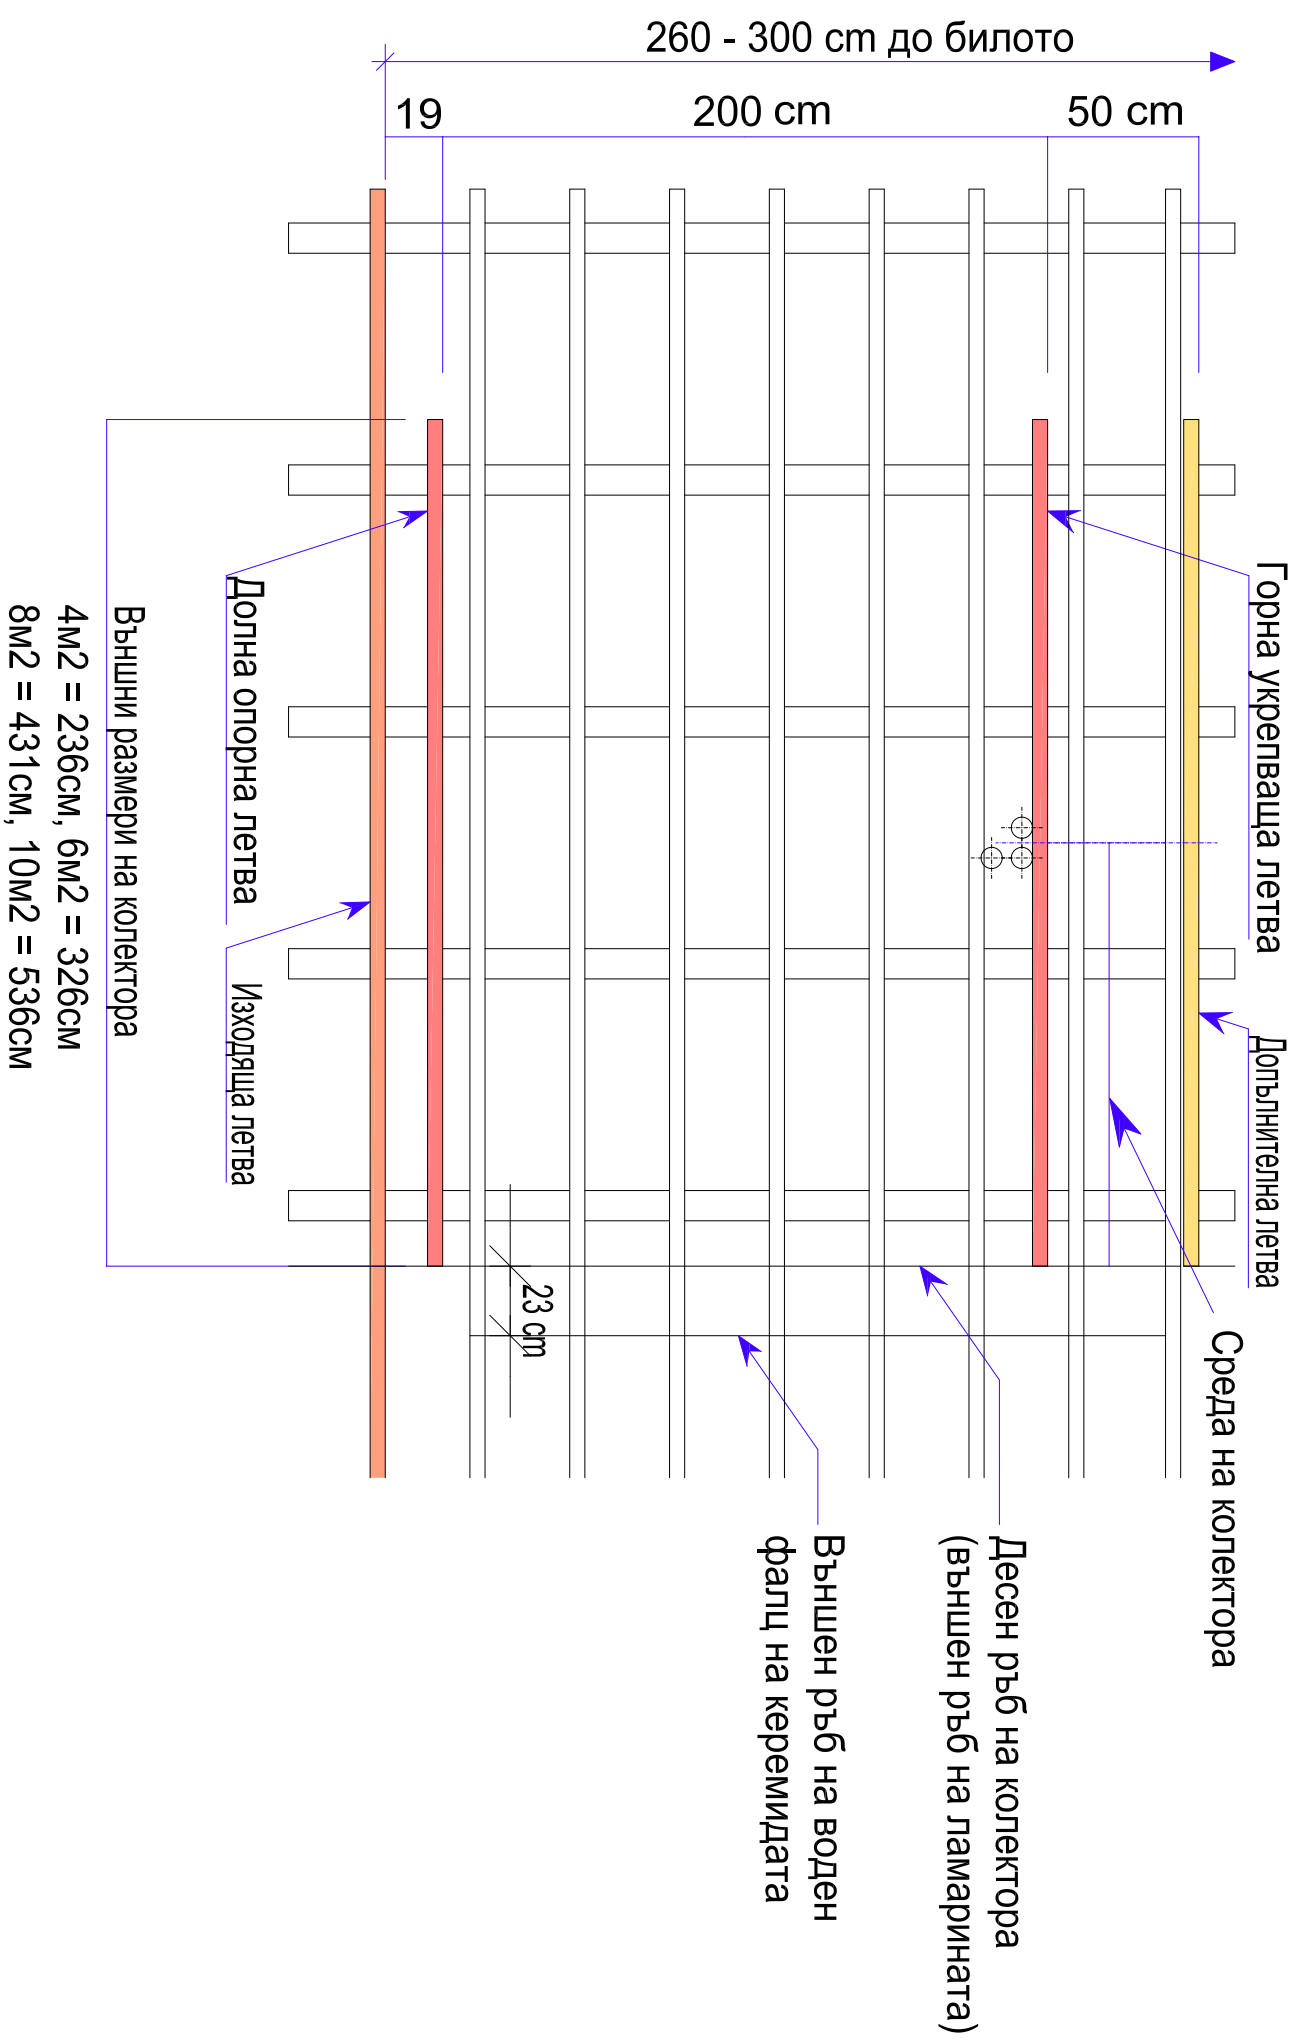 260 - 300 cm до билото
19
200 cm
50 cm
Горна укрепваща летва
Допълнителна летва
Среда на колектора
Десен ръб на колектора
(външен ръб на ламарината)
Външен ръб на воден
фалц на керемидата
23 cm
Долна опорна летва
Изходяща летва
Външни размери на колектора
4м2 = 236см, 6м2 = 326см
8м2 = 431см, 10м2 = 536см